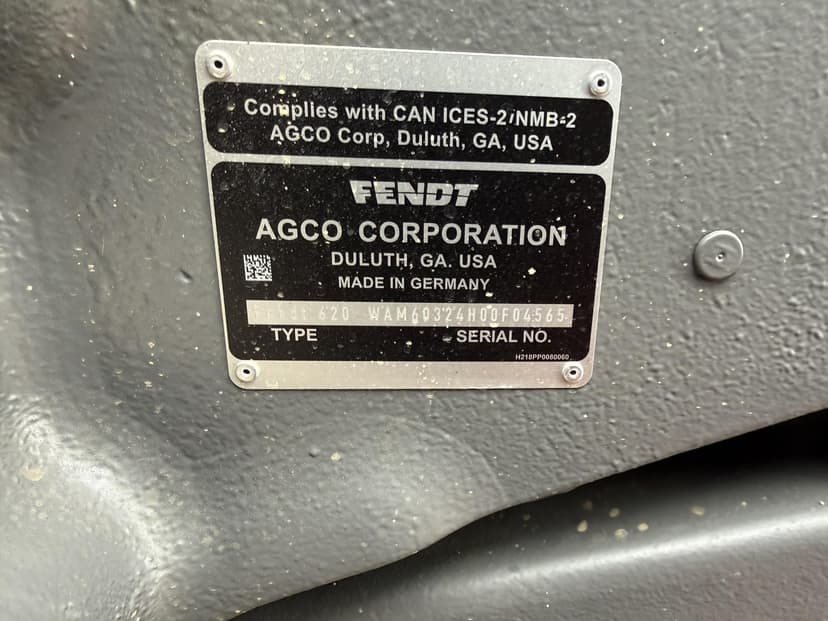 Complies with CAN ICES-2/NMB-2
AGCO Corp, Duluth, GA, USA
FENDT
AGCO CORPORATION
DULUTH, GA. USA
MADE IN GERMANY
620 WAM60324H00F04565
TYPE SERIAL NO.
H218PP0080060